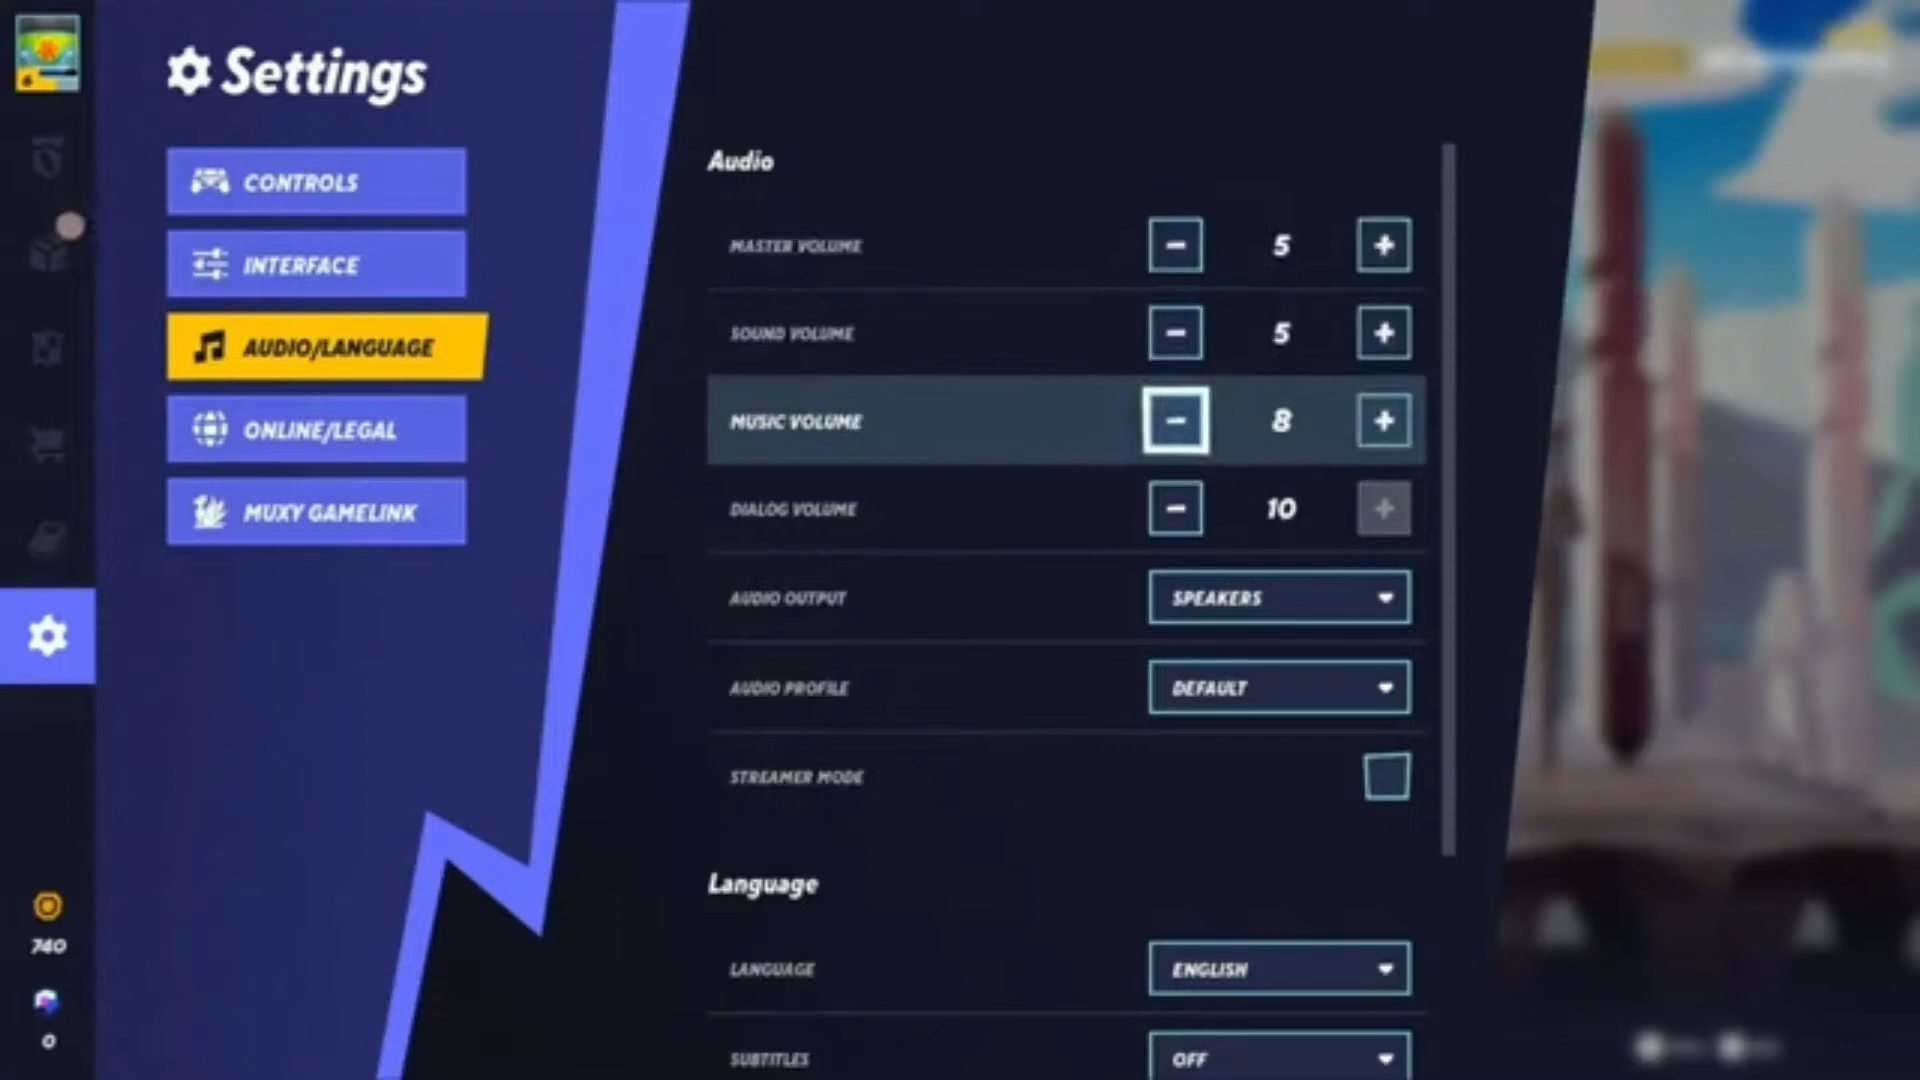 Settings
CONTROLS
INTERFACE
AUDIO/LANGUAGE
ONLINE/LEGAL
MUXY GAMELINK
740
0
Audio
MASTER VOLUME - 5 +
SOUND VOLUME - 5 +
MUSIC VOLUME - 8 +
DIALOG VOLUME - 10 +
AUDIO OUTPUT SPEAKERS
AUDIO PROFILE DEFAULT
STREAMER MODE
Language
LANGUAGE ENGLISH
SUBTITLES OFF